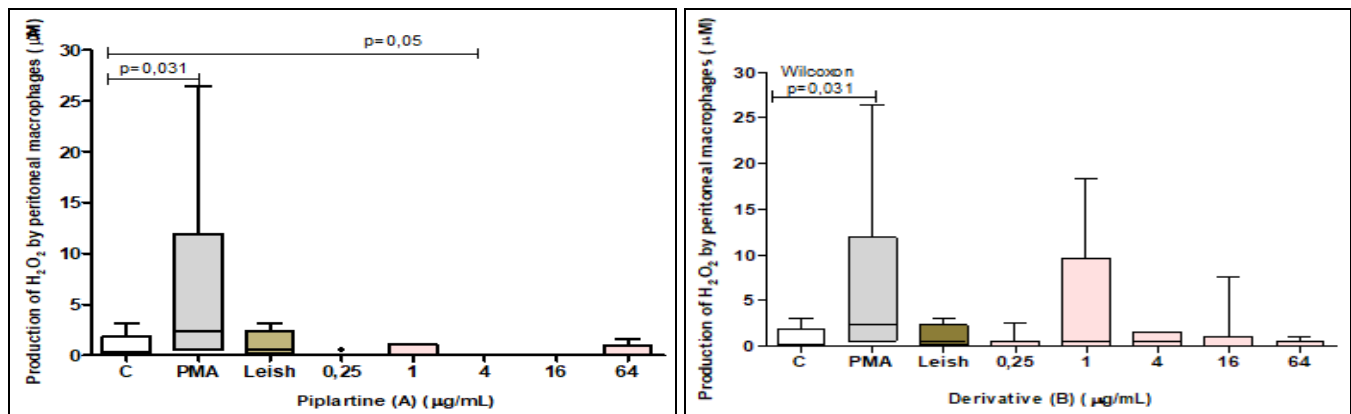 Production of H₂O₂ by peritoneal macrophages (μM)
30
25
20
15
10
5
0
p=0,05
p=0,031
C PMA Leish 0,25 1 4 16 64
Piplartine (A) (μg/mL)
Production of H₂O₂ by peritoneal macrophages (μM)
30
25
20
15
10
5
0
Wilcoxon
p=0,031
C PMA Leish 0,25 1 4 16 64
Derivative (B) (μg/mL)